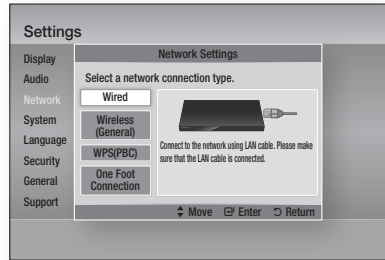 Settings
Display
Audio
Network
System
Language
Security
General
Support
Network Settings
Select a network connection type.
Wired
Wireless
(General)
WPS(PBC)
One Foot
Connection
Connect to the network using LAN cable. Please make
sure that the LAN cable is connected.
Move Enter Return